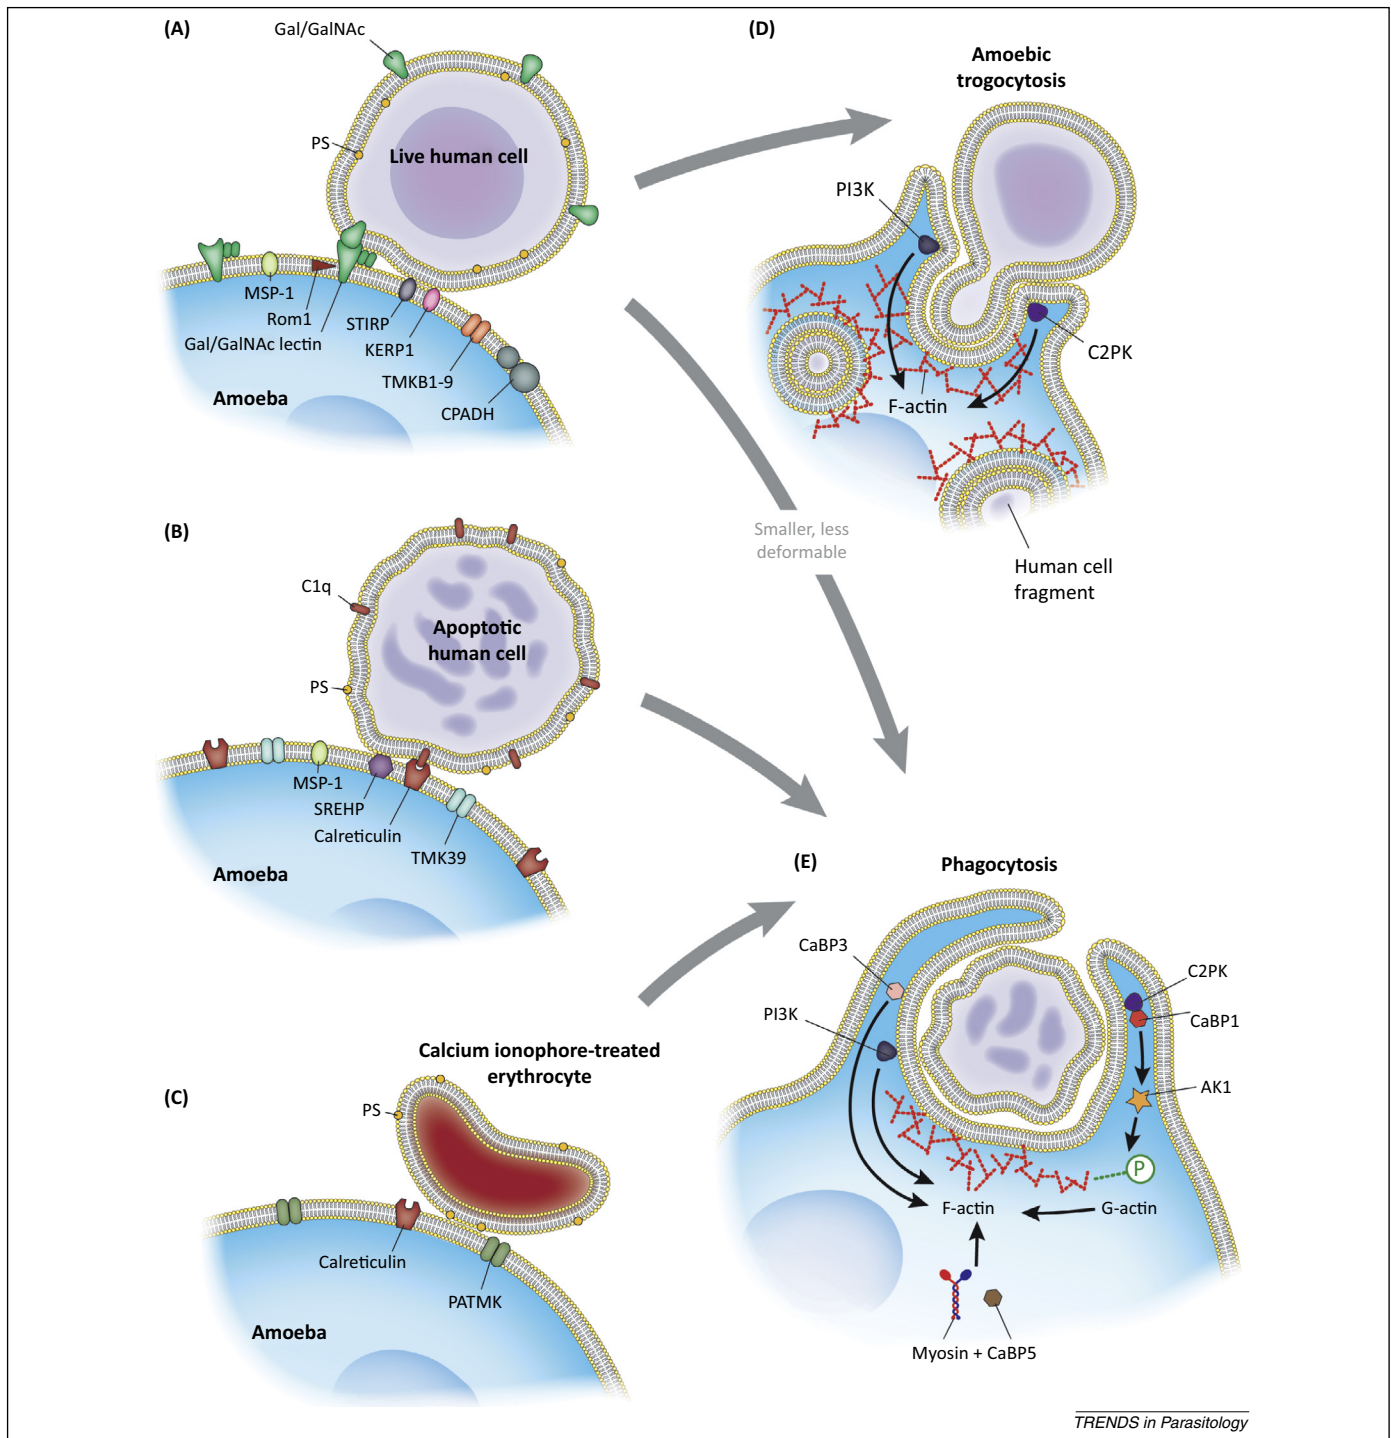 (A)
Gal/GalNAc
PS
Live human cell
MSP-1
Rom1
Gal/GalNAc lectin
STIRP
KERP1
TMKB1-9
CPADH
Amoeba
(B)
C1q
Apoptotic
human cell
PS
MSP-1
SREHP
Calreticulin
TMK39
Amoeba
(C)
Calcium ionophore-treated
erythrocyte
PS
Calreticulin
PATMK
Amoeba
(D)
Amoebic
trogocytosis
PI3K
C2PK
F-actin
Human cell
fragment
Smaller, less
deformable
(E)
Phagocytosis
CaBP3
PI3K
C2PK
CaBP1
AK1
P
F-actin
G-actin
Myosin + CaBP5
TRENDS in Parasitology